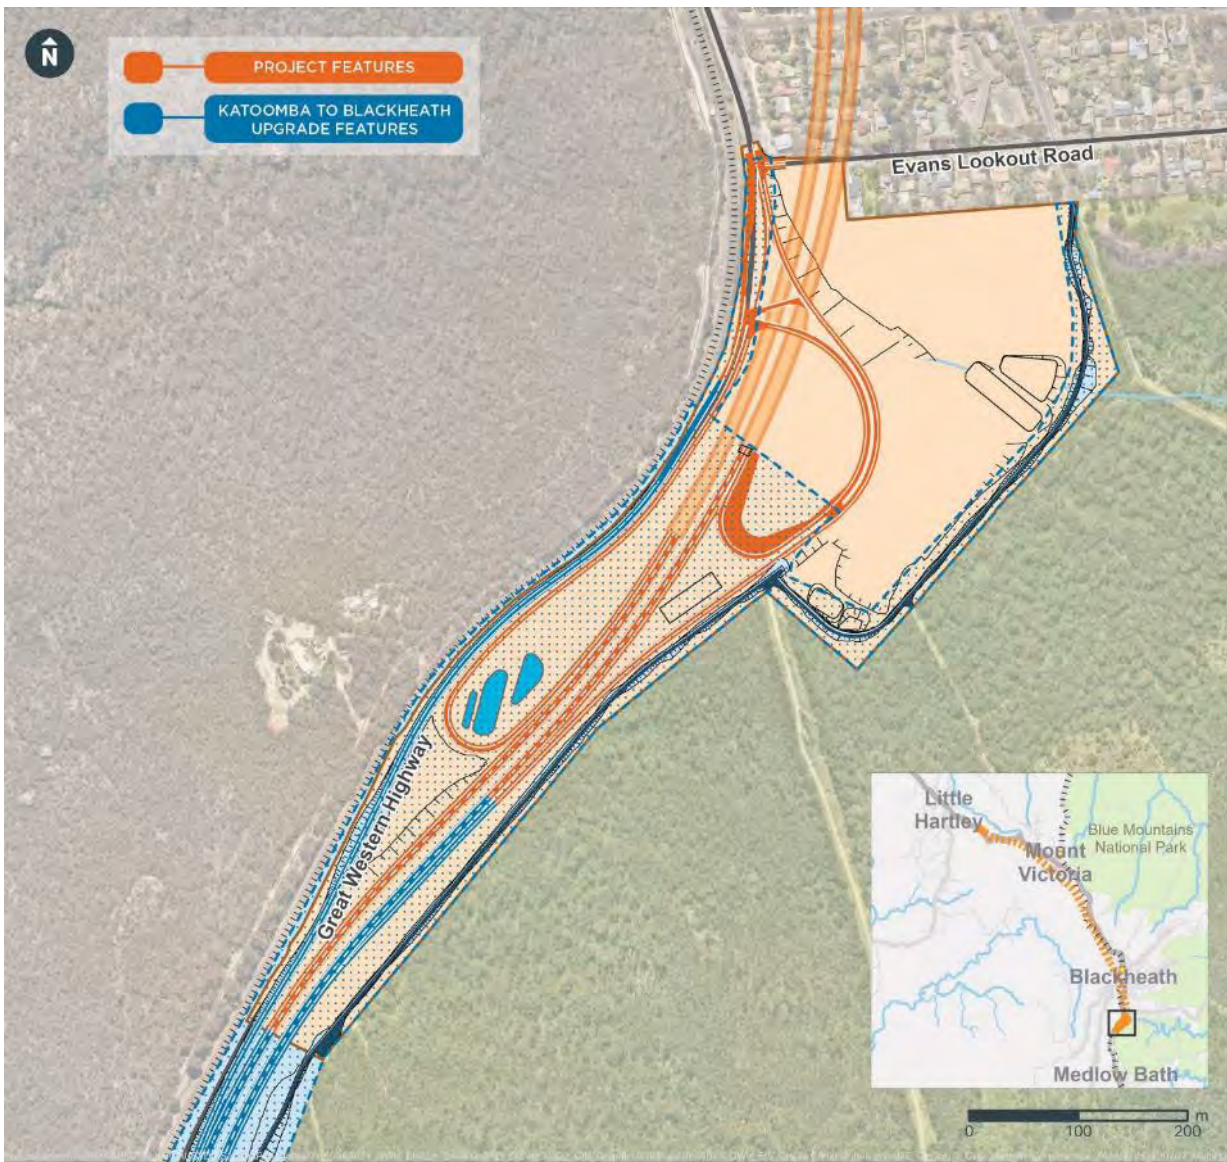 N
PROJECT FEATURES
KATOOMBA TO BLACKHEATH
UPGRADE FEATURES
Evans Lookout Road
Great Western Highway
Little
Hartley
Blue Mountains
National Park
Mount
Victoria
Blackheath
Medlow Bath
m
0
100
200